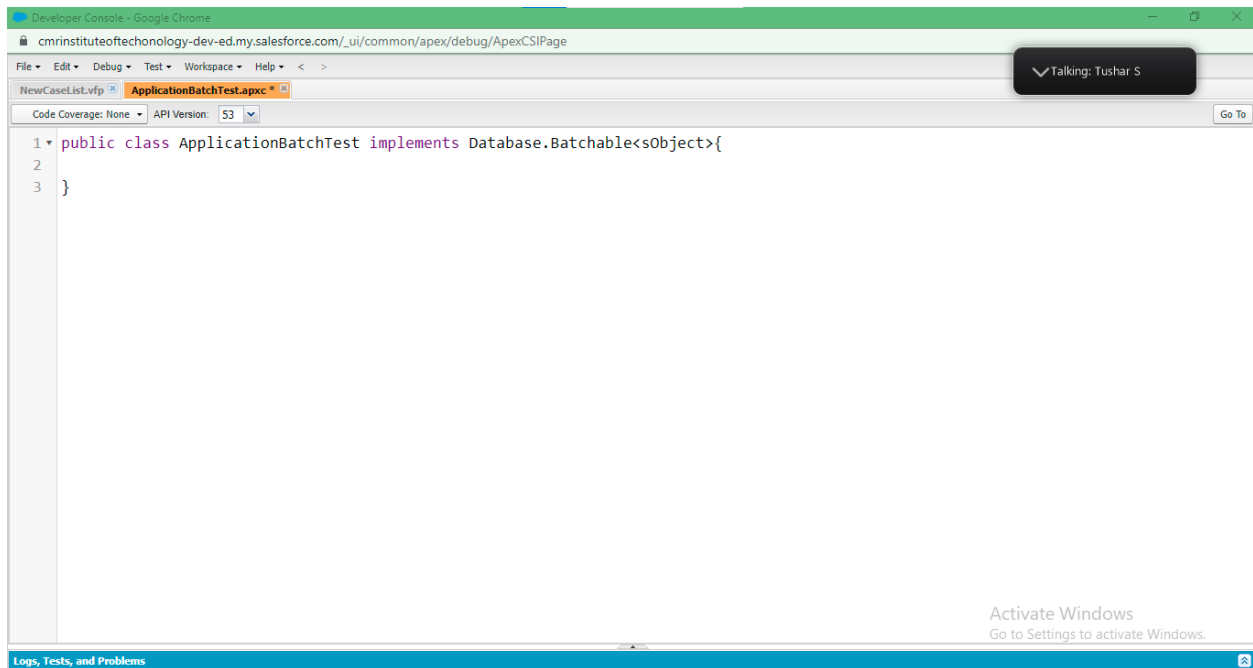 Developer Console - Google Chrome
cmrinstituteoftechonology-dev-ed.my.salesforce.com/_ui/common/apex/debug/ApexCSIPage
File Edit Debug Test Workspace Help < >
Talking: Tushar S
NewCaseList.vfp ApplicationBatchTest.apxc *
Code Coverage: None API Version: 53 Go To
1 public class ApplicationBatchTest implements Database.Batchable<sObject>{
2
3 }
Activate Windows
Go to Settings to activate Windows.
Logs, Tests, and Problems